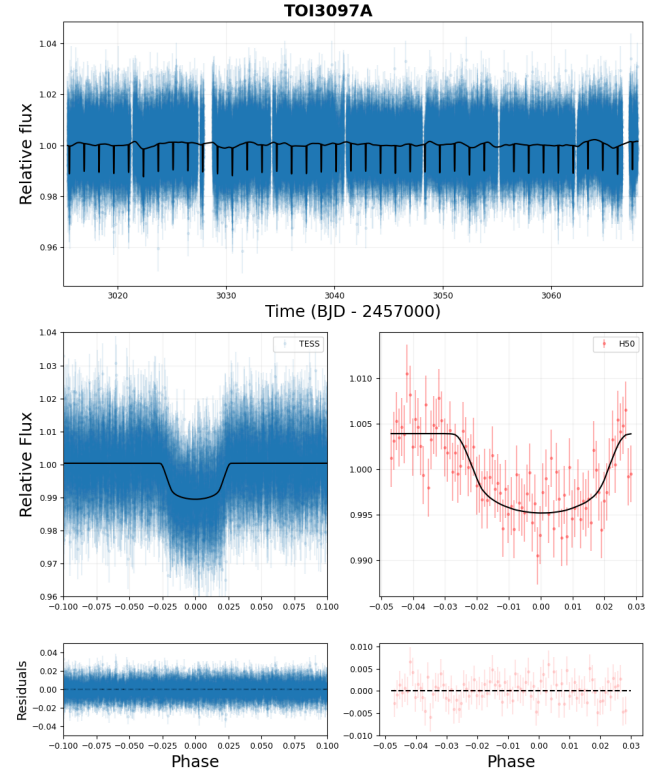 TOI3097A
1.04
1.02
1.00
0.98
0.96
Relative flux
3020 3030 3040 3050 3060
Time (BJD - 2457000)
1.04
1.03
1.02
1.01
1.00
0.99
0.98
0.97
0.96
Relative Flux
TESS
−0.100 −0.075 −0.050 −0.025 0.000 0.025 0.050 0.075 0.100
H50
1.010
1.005
1.000
0.995
0.990
−0.05 −0.04 −0.03 −0.02 −0.01 0.00 0.01 0.02 0.03
0.04
0.02
0.00
−0.02
−0.04
Residuals
−0.100 −0.075 −0.050 −0.025 0.000 0.025 0.050 0.075 0.100
Phase
0.010
0.005
0.000
−0.005
−0.010
−0.05 −0.04 −0.03 −0.02 −0.01 0.00 0.01 0.02 0.03
Phase